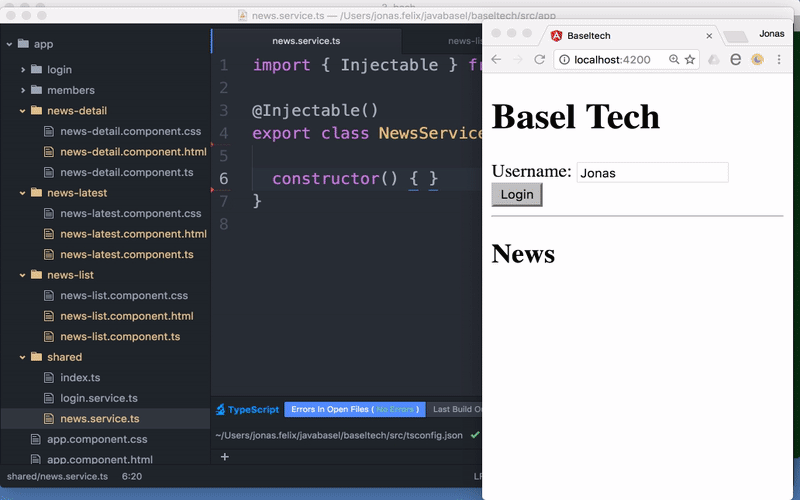 2. bash
news.service.ts — /Users/jonas.felix/javabasel/baseltech/src/app
app
login
members
news-detail
news-detail.component.css
news-detail.component.html
news-detail.component.ts
news-latest
news-latest.component.css
news-latest.component.html
news-latest.component.ts
news-list
news-list.component.css
news-list.component.html
news-list.component.ts
shared
index.ts
login.service.ts
news.service.ts
app.component.css
app.component.html
shared/news.service.ts 6:20
news.service.ts
news-li
1 import { Injectable } fr
2
3 @Injectable()
4 export class NewsService
5
6 constructor() { }
7 }
8
TypeScript Errors In Open Files ( No Errors ) Last Build Ou
~/Users/jonas.felix/javabasel/baseltech/src/tsconfig.json
+
LF
Baseltech
Jonas
localhost:4200
Basel Tech
Username: Jonas
Login
News